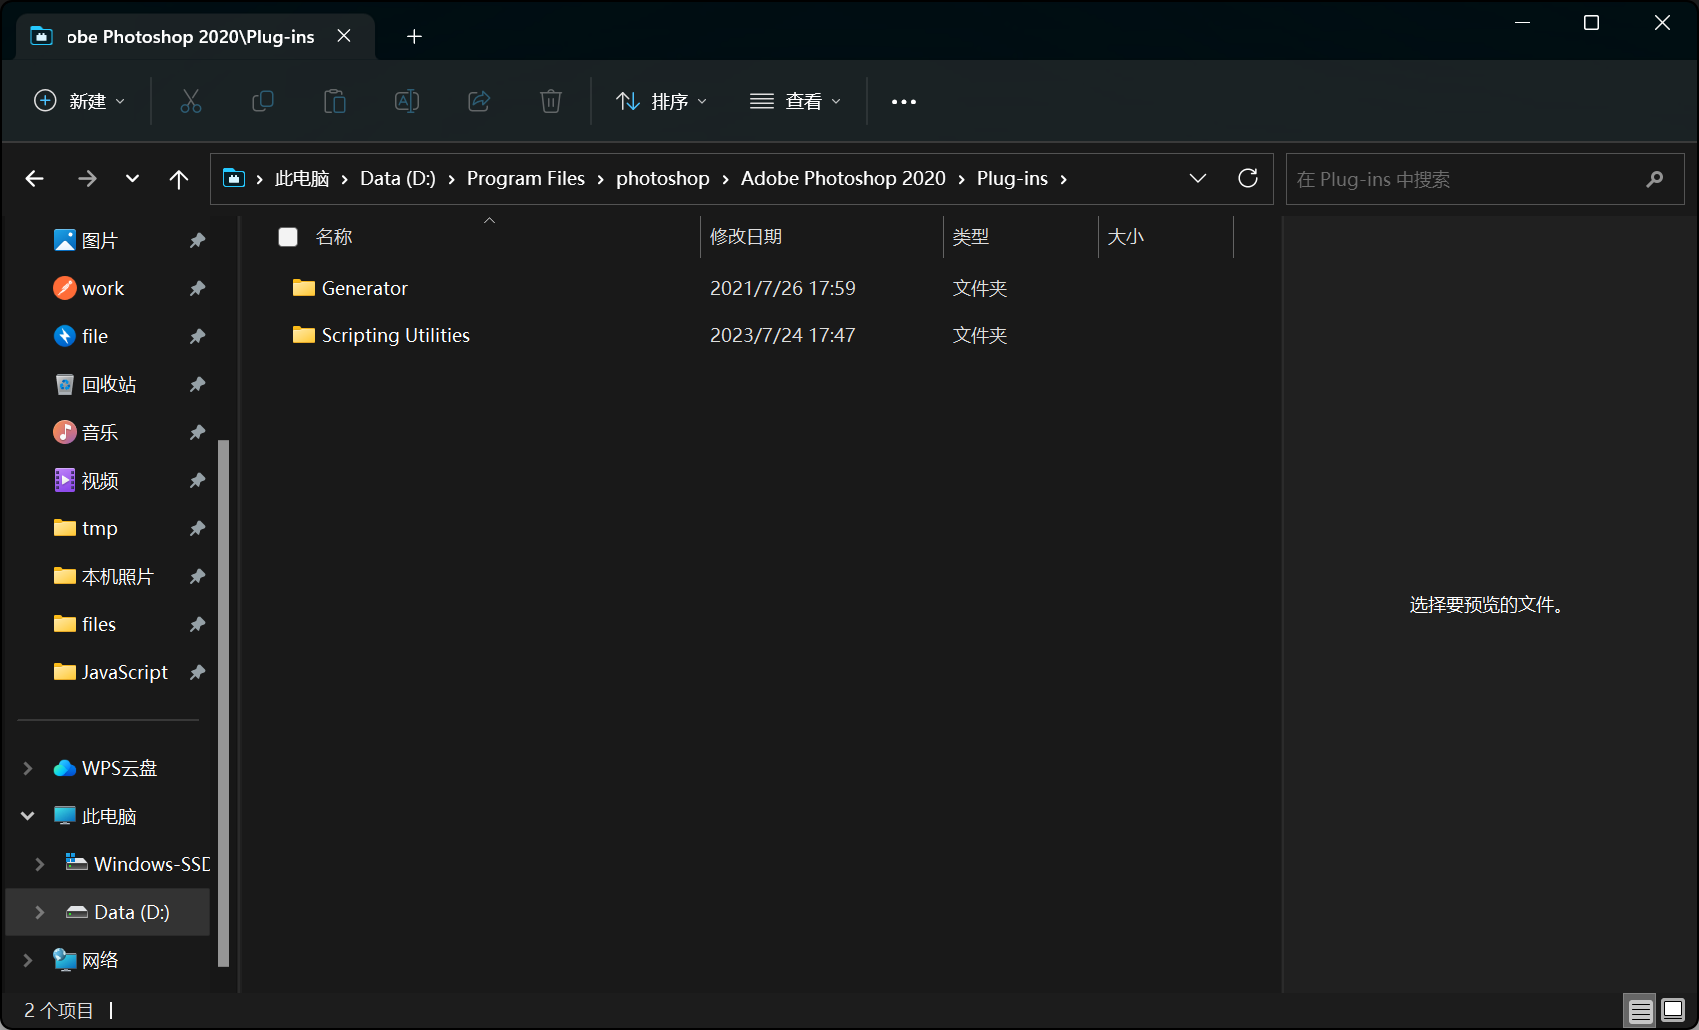 obe Photoshop 2020\Plug-ins
新建
排序
查看
此电脑 > Data (D:) > Program Files > photoshop > Adobe Photoshop 2020 > Plug-ins >
在 Plug-ins 中搜索
图片
work
file
回收站
音乐
视频
tmp
本机照片
files
JavaScript
WPS云盘
此电脑
Windows-SSD
Data (D:)
网络
名称 修改日期 类型 大小
Generator 2021/7/26 17:59 文件夹
Scripting Utilities 2023/7/24 17:47 文件夹
选择要预览的文件。
2 个项目